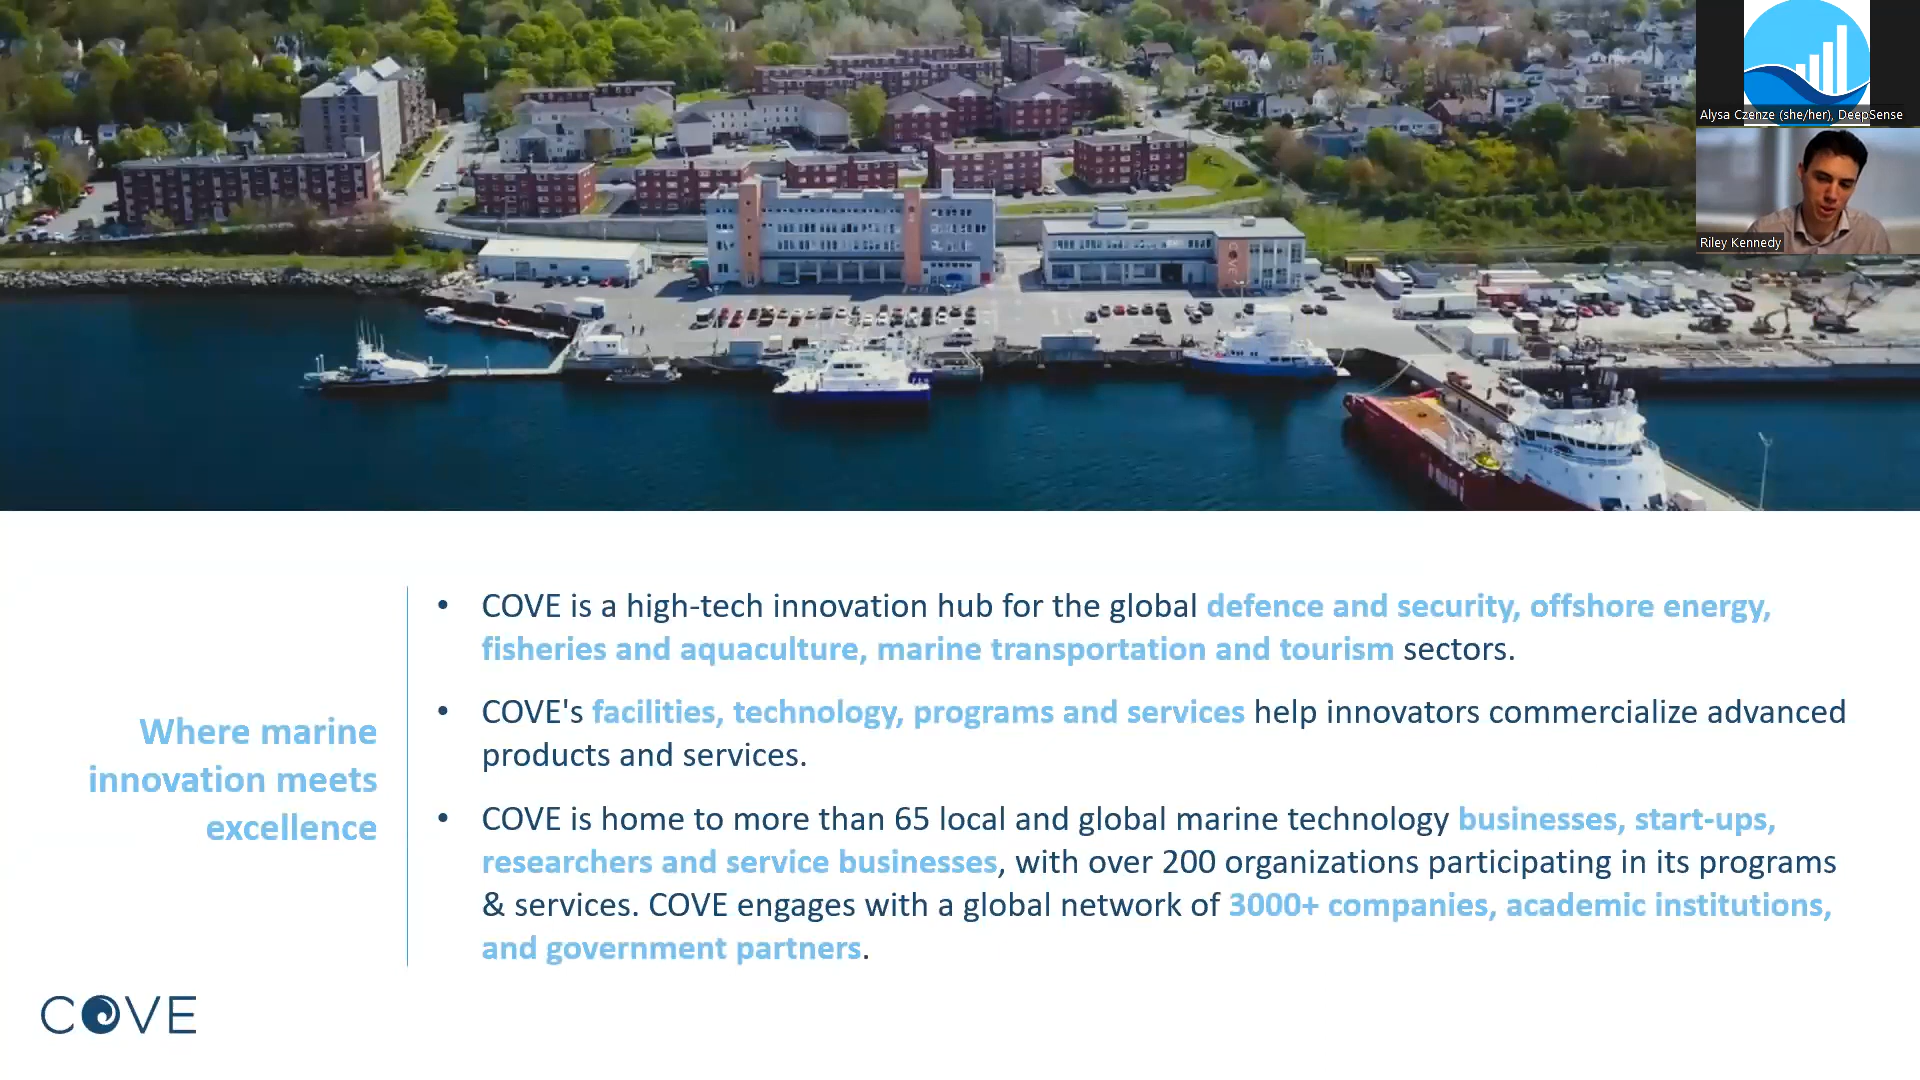 Alysa Czenze (she/her), DeepSense
Riley Kennedy
COVE
Where marine
innovation meets
excellence
• COVE is a high-tech innovation hub for the global defence and security, offshore energy,
fisheries and aquaculture, marine transportation and tourism sectors.
• COVE's facilities, technology, programs and services help innovators commercialize advanced
products and services.
• COVE is home to more than 65 local and global marine technology businesses, start-ups,
researchers and service businesses, with over 200 organizations participating in its programs
& services. COVE engages with a global network of 3000+ companies, academic institutions,
and government partners.
COVE